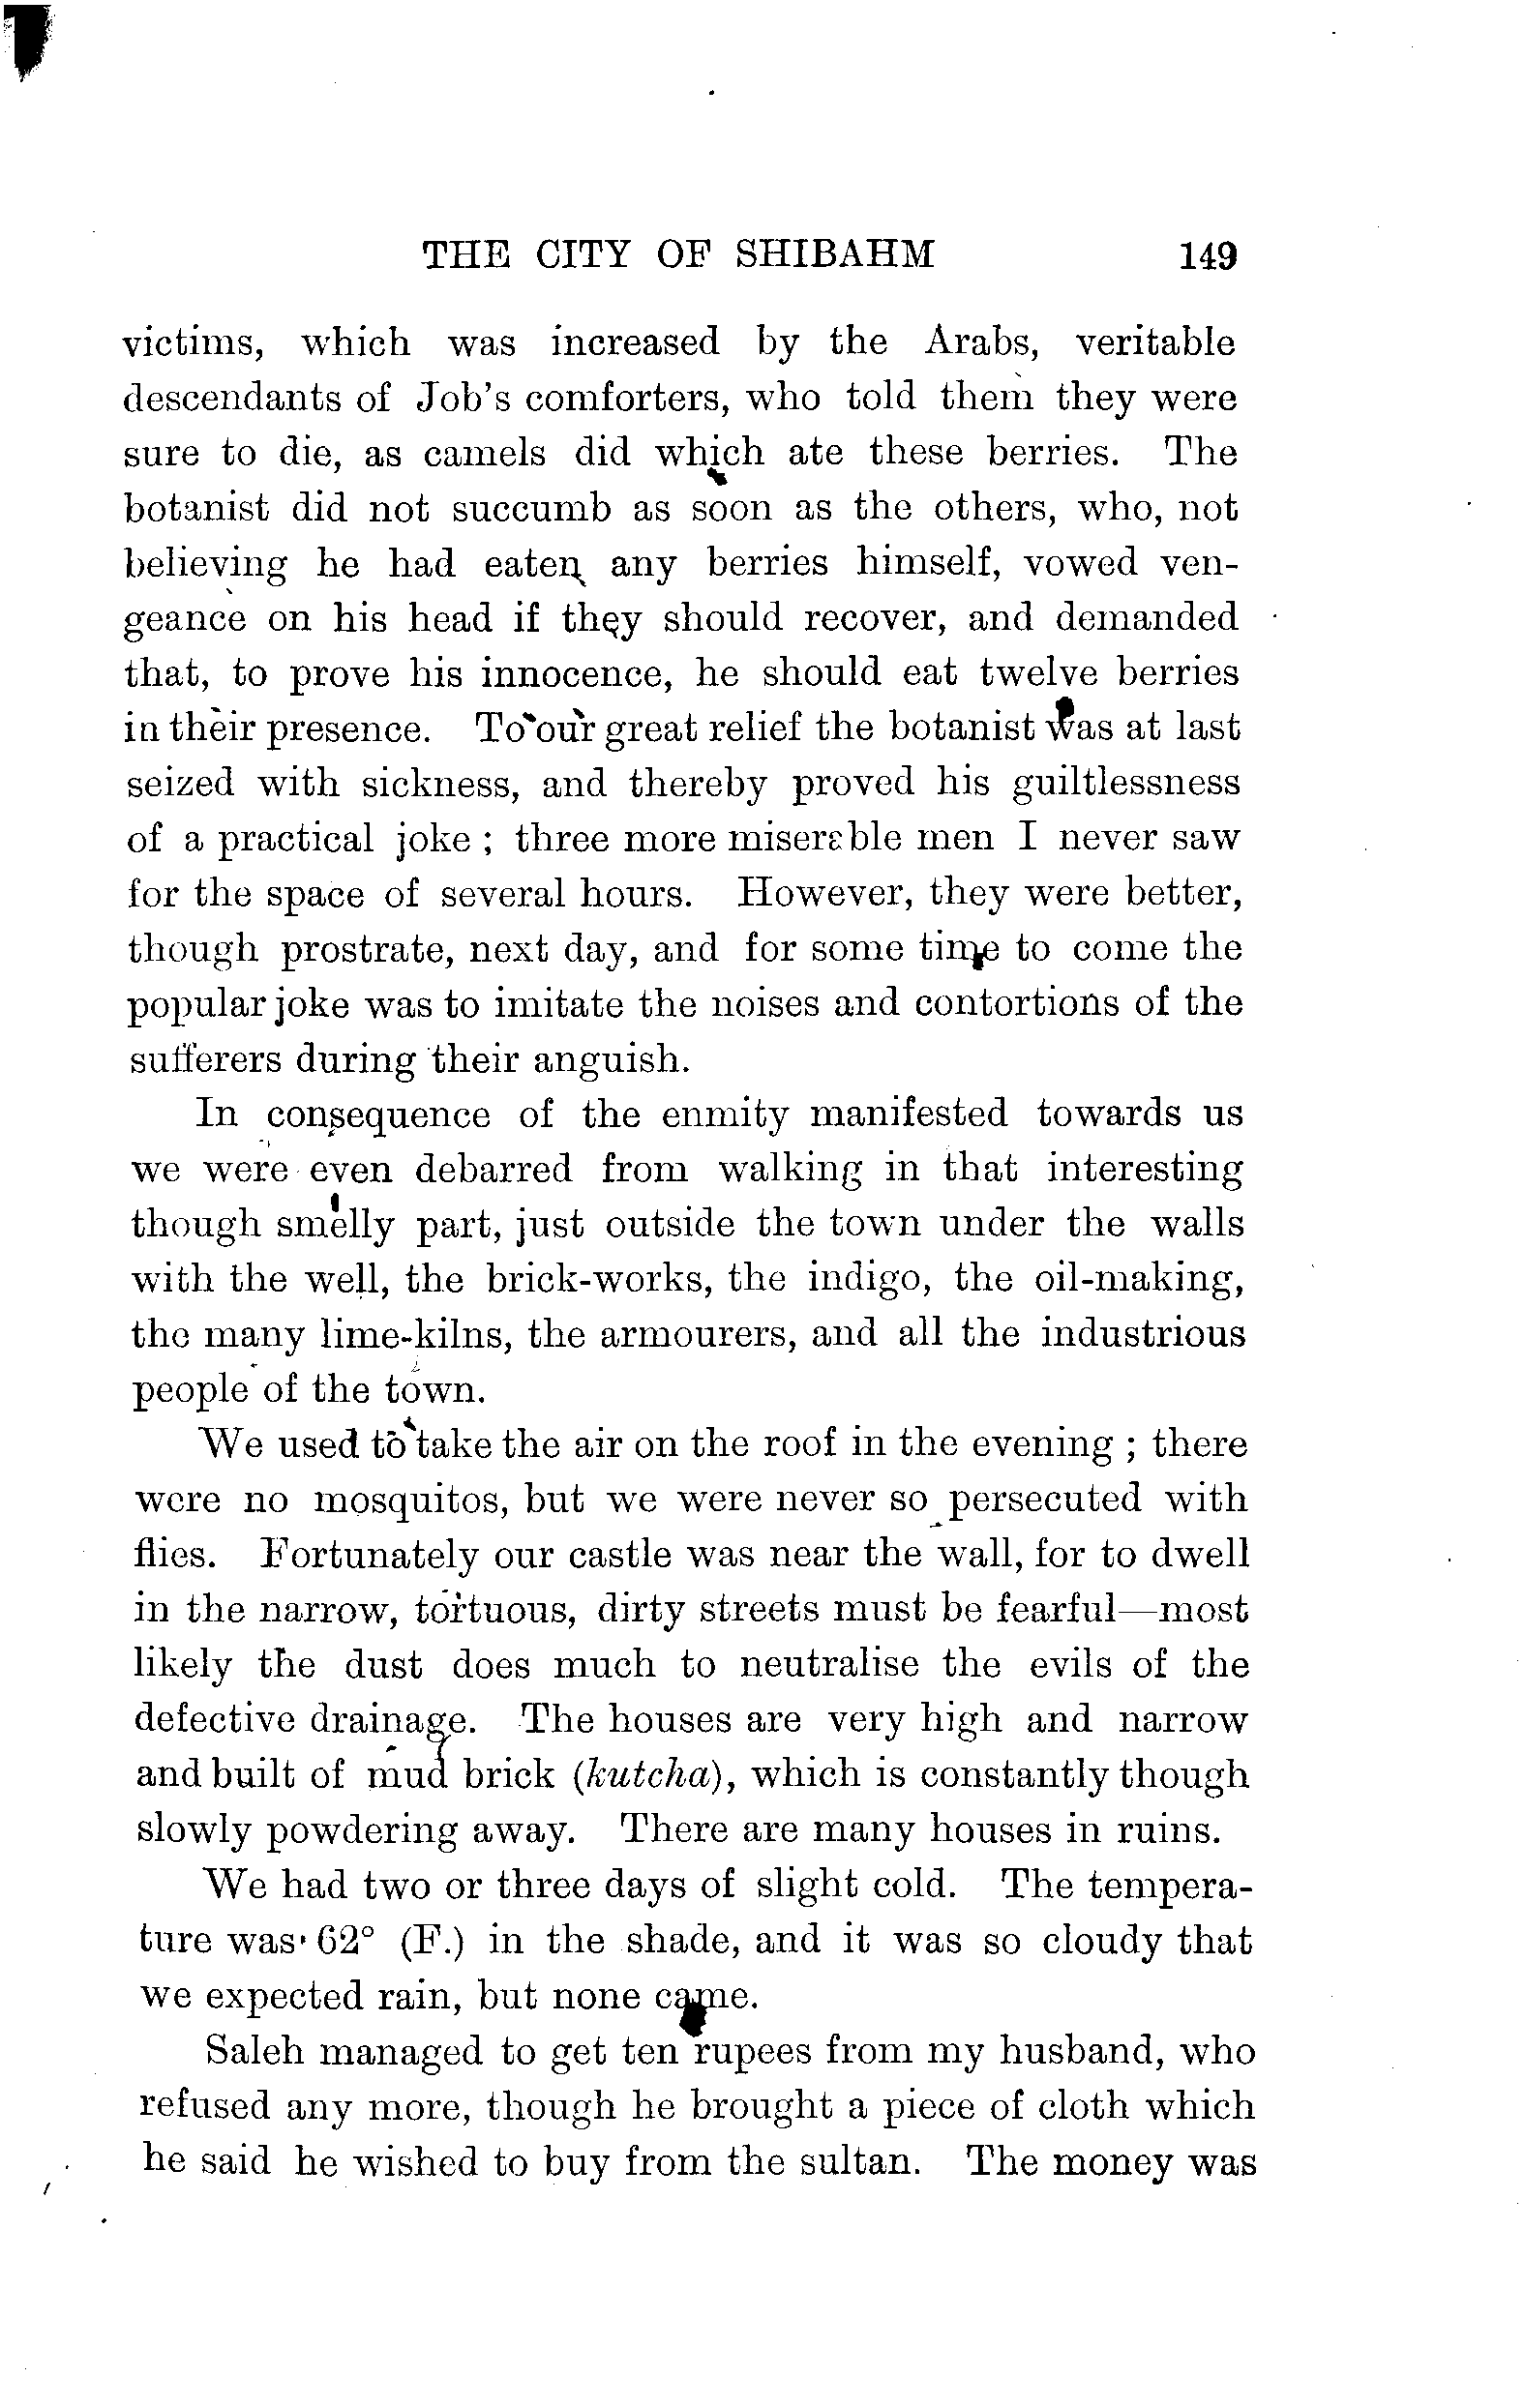 THE CITY OF SHIBAHM 149
victims, which was increased by the Arabs, veritable
descendants of Job's comforters, who told them they were
sure to die, as camels did which ate these berries. The
botanist did not succumb as soon as the others, who, not
believing he had eaten any berries himself, vowed ven-
geance on his head if they should recover, and demanded
that, to prove his innocence, he should eat twelve berries
in their presence. To our great relief the botanist was at last
seized with sickness, and thereby proved his guiltlessness
of a practical joke ; three more miserable men I never saw
for the space of several hours. However, they were better,
though prostrate, next day, and for some time to come the
popular joke was to imitate the noises and contortions of the
sufferers during their anguish.
In consequence of the enmity manifested towards us
we were even debarred from walking in that interesting
though smelly part, just outside the town under the walls
with the well, the brick-works, the indigo, the oil-making,
the many lime-kilns, the armourers, and all the industrious
people of the town.
We used to take the air on the roof in the evening ; there
were no mosquitos, but we were never so persecuted with
flies. Fortunately our castle was near the wall, for to dwell
in the narrow, tortuous, dirty streets must be fearful—most
likely the dust does much to neutralise the evils of the
defective drainage. The houses are very high and narrow
and built of mud brick (kutcha), which is constantly though
slowly powdering away. There are many houses in ruins.
We had two or three days of slight cold. The tempera-
ture was 62° (F.) in the shade, and it was so cloudy that
we expected rain, but none came.
Saleh managed to get ten rupees from my husband, who
refused any more, though he brought a piece of cloth which
he said he wished to buy from the sultan. The money was